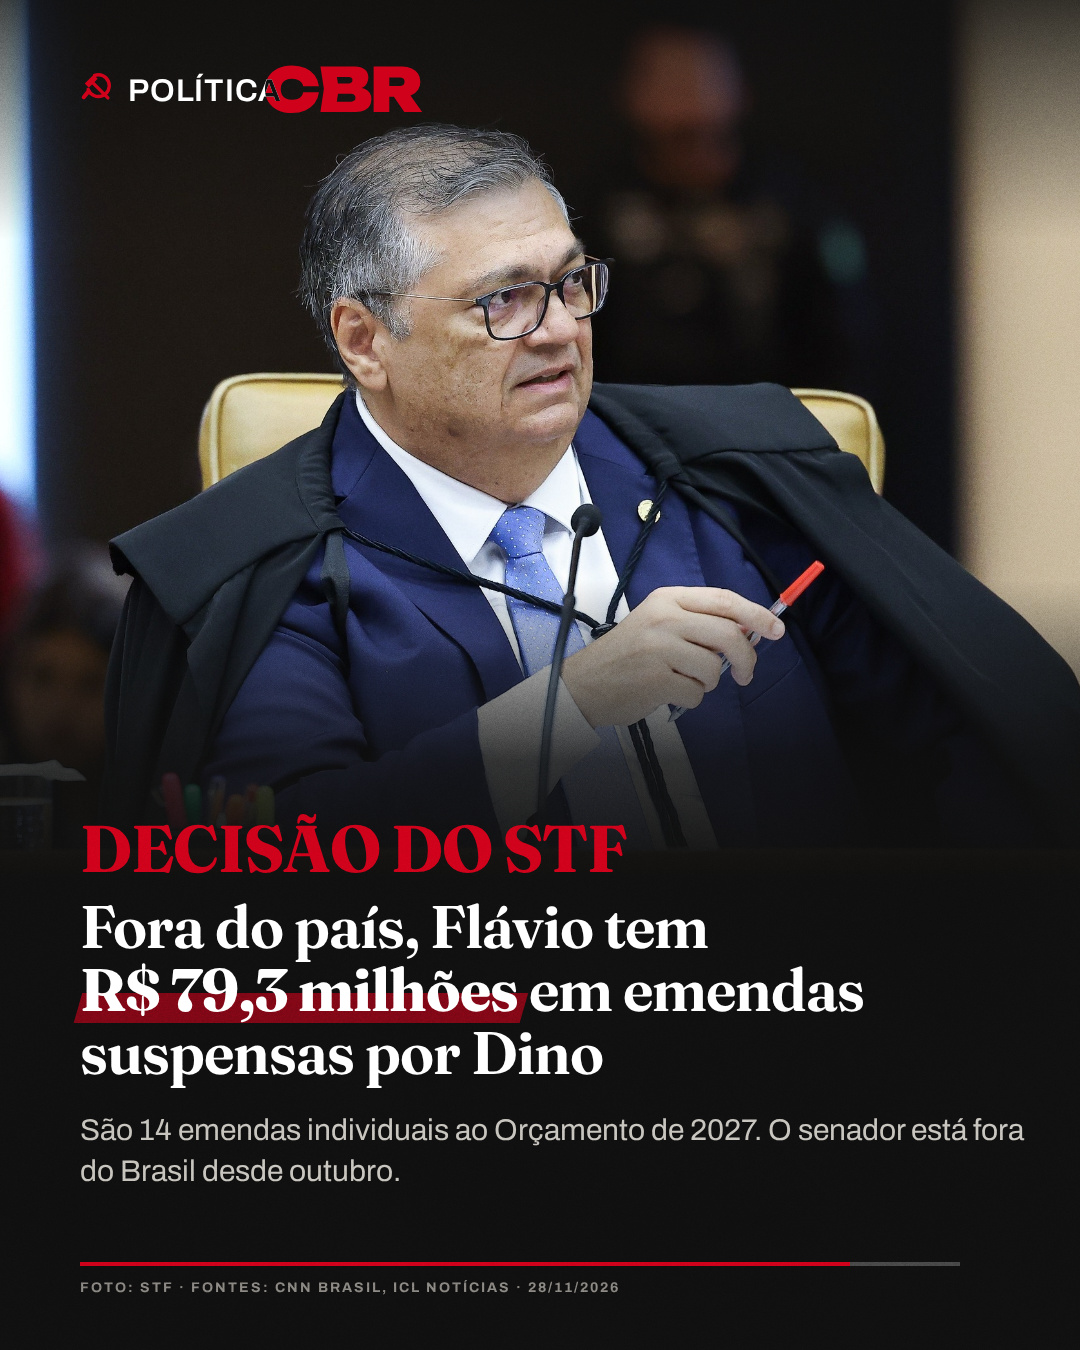 POLÍTICA CBR
DECISÃO DO STF
Fora do país, Flávio tem
R$ 79,3 milhões em emendas
suspensas por Dino
São 14 emendas individuais ao Orçamento de 2027. O senador está fora
do Brasil desde outubro.
FOTO: STF · FONTES: CNN BRASIL, ICL NOTÍCIAS · 28/11/2026